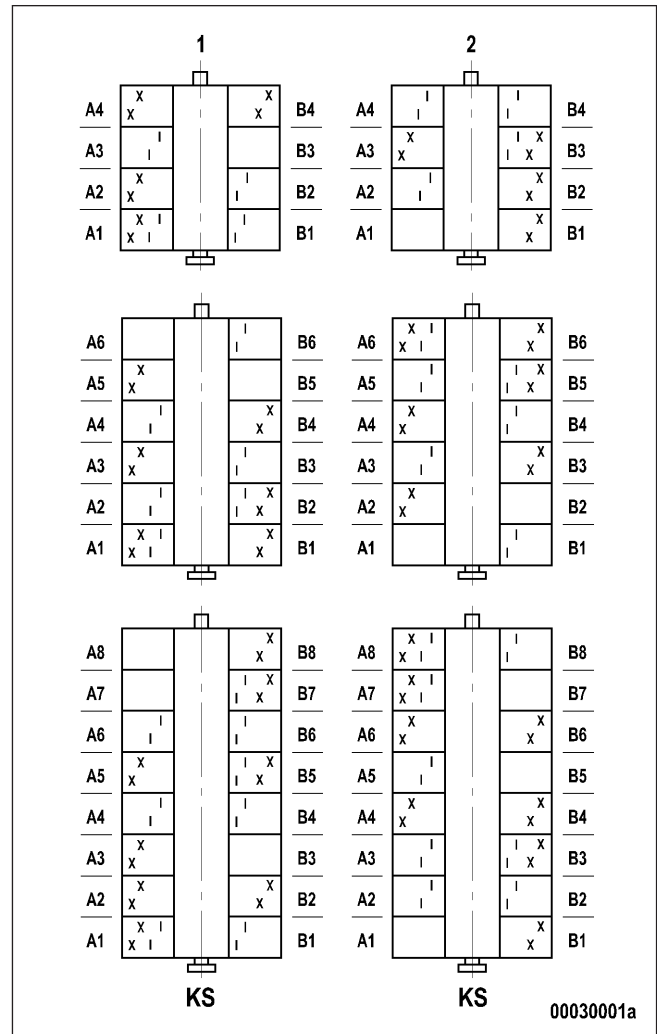 1 2
A4 B4 A4 B4
A3 B3 A3 B3
A2 B2 A2 B2
A1 B1 A1 B1
A6 B6 A6 B6
A5 B5 A5 B5
A4 B4 A4 B4
A3 B3 A3 B3
A2 B2 A2 B2
A1 B1 A1 B1
A8 B8 A8 B8
A7 B7 A7 B7
A6 B6 A6 B6
A5 B5 A5 B5
A4 B4 A4 B4
A3 B3 A3 B3
A2 B2 A2 B2
A1 B1 A1 B1
KS KS
00030001a